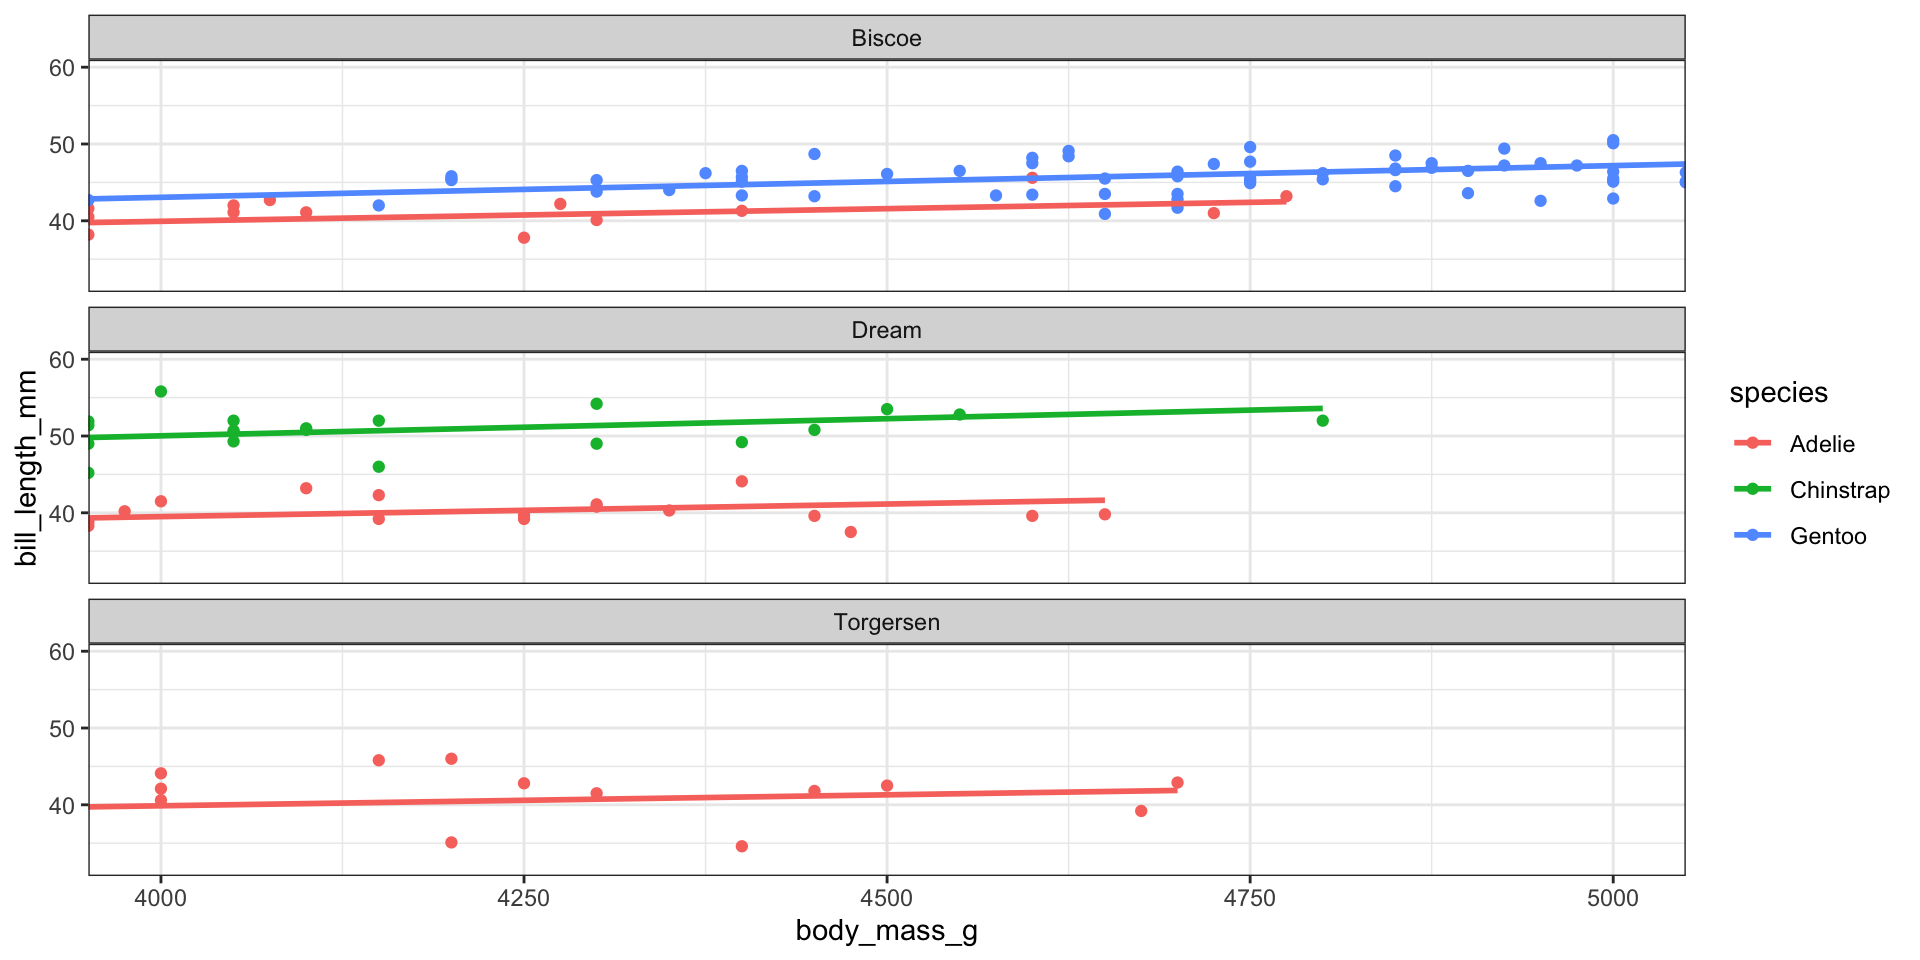 Biscoe
60
50
40
Dream
60
50
40
Torgersen
60
50
40
4000 4250 4500 4750 5000
body_mass_g
bill_length_mm
species
Adelie
Chinstrap
Gentoo